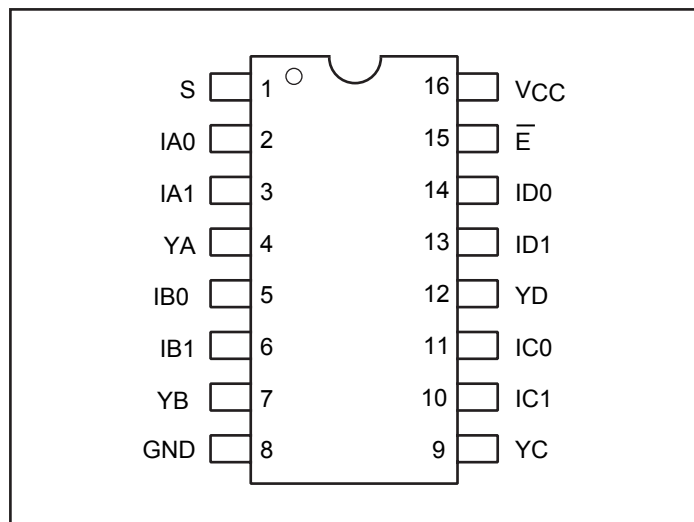 S 1 16 VCC
IA0 2 15 E̅
IA1 3 14 ID0
YA 4 13 ID1
IB0 5 12 YD
IB1 6 11 IC0
YB 7 10 IC1
GND 8 9 YC